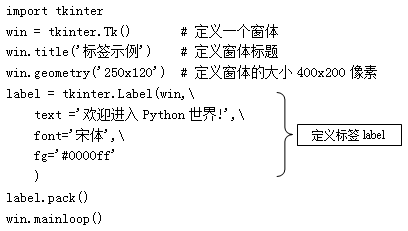 import tkinter
win = tkinter.Tk() # 定义一个窗体
win.title('标签示例') # 定义窗体标题
win.geometry('250x120') # 定义窗体的大小 400x200 像素
label = tkinter.Label(win,\
text ='欢迎进入 Python 世界!',\
font='宋体',\
fg='#0000ff'
)
定义标签 label
label.pack()
win.mainloop()